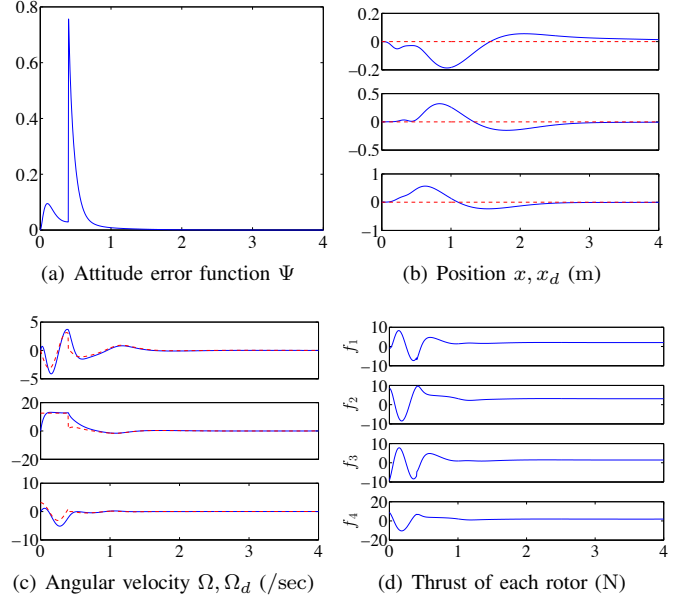 0.8
0.6
0.4
0.2
0
0 1 2 3 4
(a) Attitude error function Ψ
0.2
0
−0.2
0.5
0
−0.5
1
0
−1
0 1 2 3 4
(b) Position x, x_d (m)
5
0
−5
20
0
−20
10
0
−10
0 1 2 3 4
(c) Angular velocity Ω, Ω_d (/sec)
f_1
10
0
−10
f_2
10
0
−10
f_3
10
0
−10
f_4
20
0
−20
0 1 2 3 4
(d) Thrust of each rotor (N)